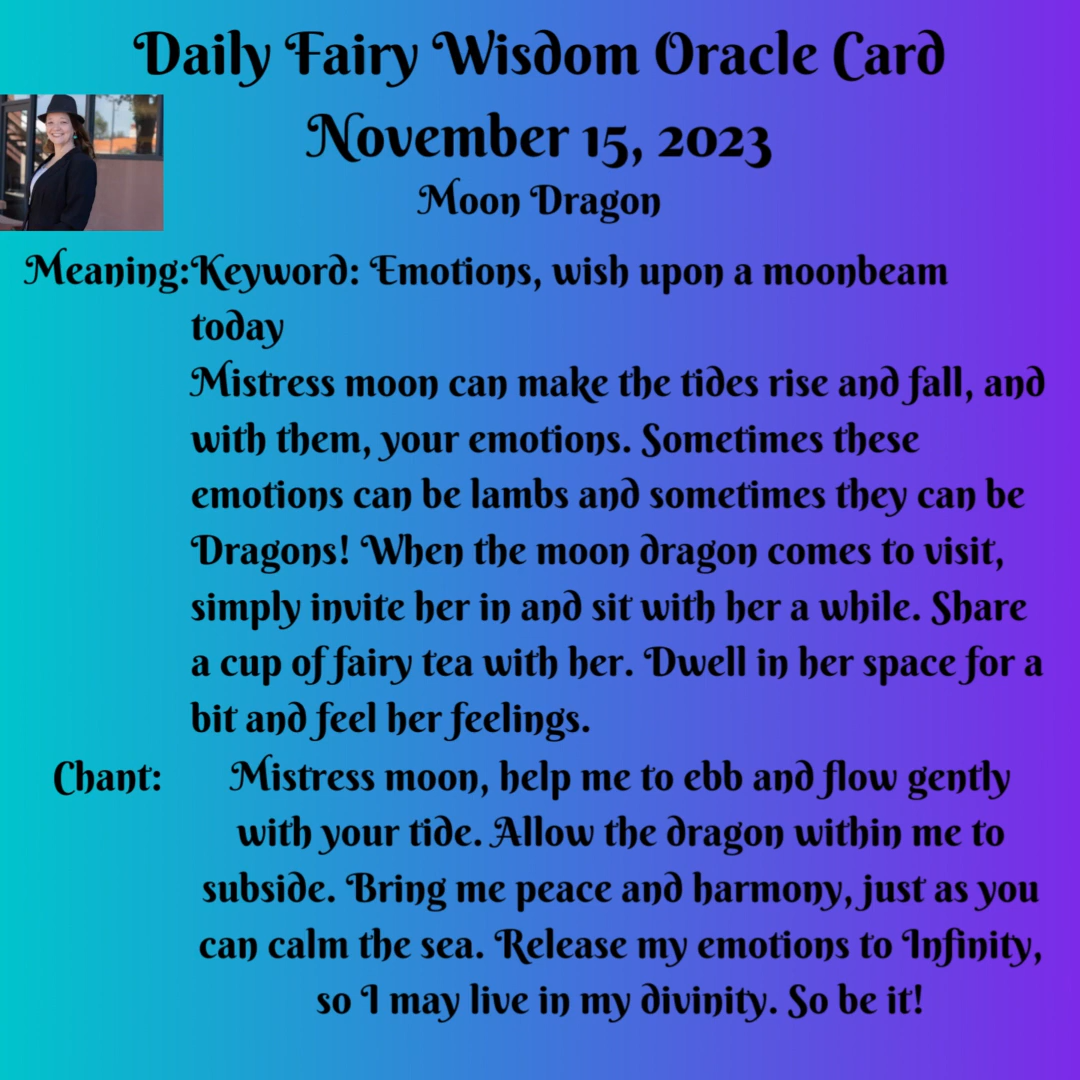 Daily Fairy Wisdom Oracle Card
November 15, 2023
Moon Dragon
Meaning:Keyword: Emotions, wish upon a moonbeam
today
Mistress moon can make the tides rise and fall, and
with them, your emotions. Sometimes these
emotions can be lambs and sometimes they can be
Dragons! When the moon dragon comes to visit,
simply invite her in and sit with her a while. Share
a cup of fairy tea with her. Dwell in her space for a
bit and feel her feelings.
Chant: Mistress moon, help me to ebb and flow gently
with your tide. Allow the dragon within me to
subside. Bring me peace and harmony, just as you
can calm the sea. Release my emotions to Infinity,
so I may live in my divinity. So be it!